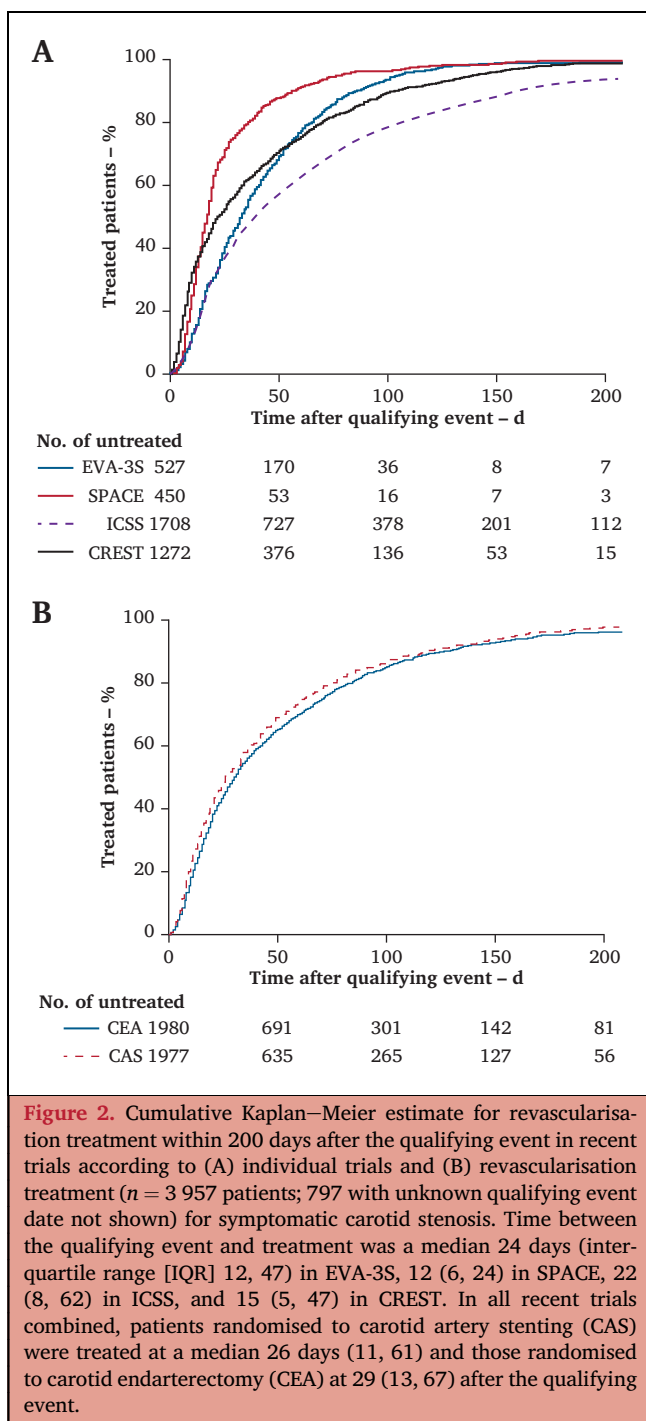 A
100
80
60
40
20
0
Treated patients – %
0 50 100 150 200
Time after qualifying event – d
No. of untreated
EVA-3S 527 170 36 8 7
SPACE 450 53 16 7 3
ICSS 1708 727 378 201 112
CREST 1272 376 136 53 15
B
100
80
60
40
20
0
Treated patients – %
0 50 100 150 200
Time after qualifying event – d
No. of untreated
CEA 1980 691 301 142 81
CAS 1977 635 265 127 56
Figure 2. Cumulative Kaplan–Meier estimate for revascularisa-
tion treatment within 200 days after the qualifying event in recent
trials according to (A) individual trials and (B) revascularisation
treatment (n = 3 957 patients; 797 with unknown qualifying event
date not shown) for symptomatic carotid stenosis. Time between
the qualifying event and treatment was a median 24 days (inter-
quartile range [IQR] 12, 47) in EVA-3S, 12 (6, 24) in SPACE, 22
(8, 62) in ICSS, and 15 (5, 47) in CREST. In all recent trials
combined, patients randomised to carotid artery stenting (CAS)
were treated at a median 26 days (11, 61) and those randomised
to carotid endarterectomy (CEA) at 29 (13, 67) after the qualifying
event.